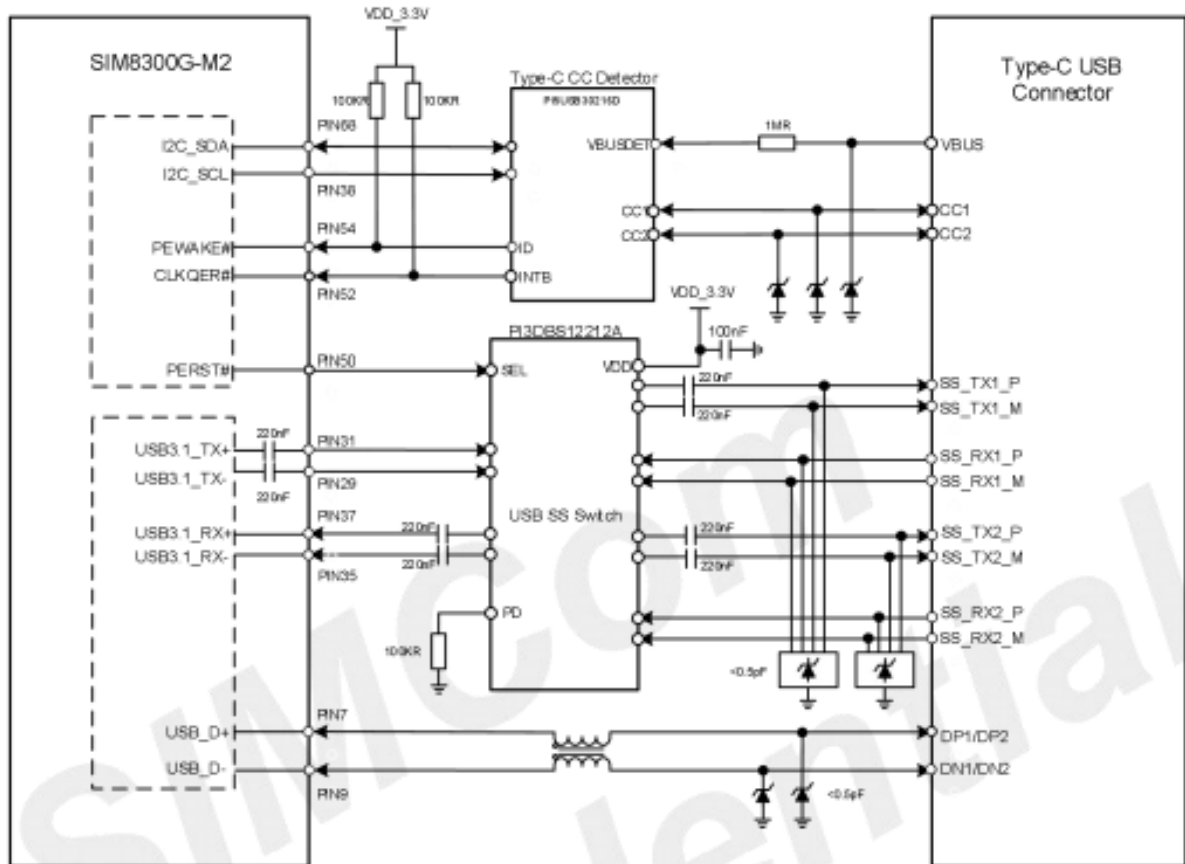 VDD_3.3V
SIM8300G-M2
Type-C CC Detector
PI5USB30216D
Type-C USB
Connector
100KR
100KR
PIN68
I2C_SDA
1MR
VBUSDET
VBUS
I2C_SCL
PIN38
CC1
CC1
PIN54
CC2
CC2
PEWAKE#
ID
CLKQER#
INTB
PIN52
VDD_3.3V
PI3DBS12212A
100nF
PIN50
PERST#
SEL
VDD
220nF
SS_TX1_P
220nF
SS_TX1_M
220nF
PIN31
USB3.1_TX+
SS_RX1_P
USB3.1_TX-
PIN29
SS_RX1_M
220nF
PIN37
USB SS Switch
220nF
USB3.1_RX+
220nF
SS_TX2_P
USB3.1_RX-
220nF
220nF
SS_TX2_M
PIN35
PD
SS_RX2_P
SS_RX2_M
100KR
<0.5pF
PIN7
USB_D+
DP1/DP2
USB_D-
DN1/DN2
PIN9
<0.5pF
SIMCom